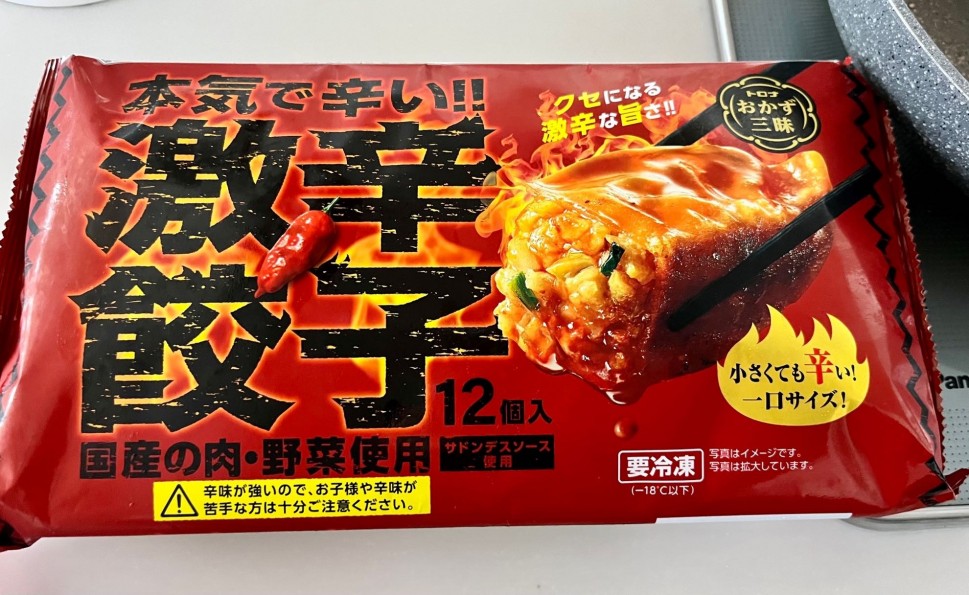 本気で辛い!!
激辛
餃子
12個入
国産の肉・野菜使用
サドンデスソース
使用
辛味が強いので、お子様や辛味が
苦手な方は十分ご注意ください。
クセになる
激辛な旨さ!!
トロナ
おかず
三昧
小さくても辛い!
一口サイズ!
要冷凍
(-18℃以下)
写真はイメージです。
写真は拡大しています。